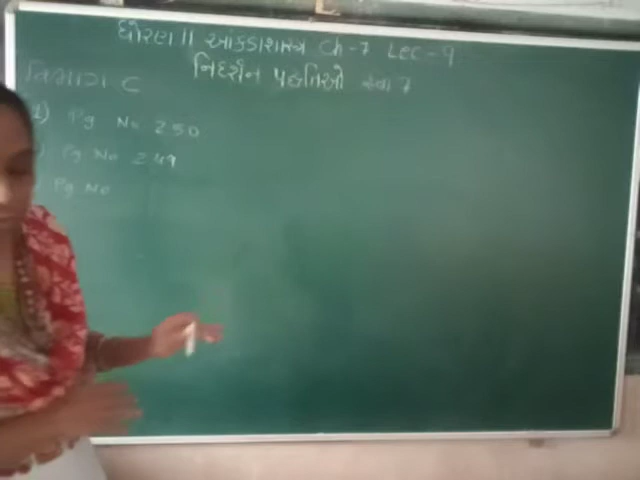 ધોરણ 11 આંકડાશાસ્ત્ર Ch-7 Lec-9
નિદર્શન પદ્ધતિઓ સ્વા 7
વિભાગ C
1) Pg No 250
Pg No 249
Pg No